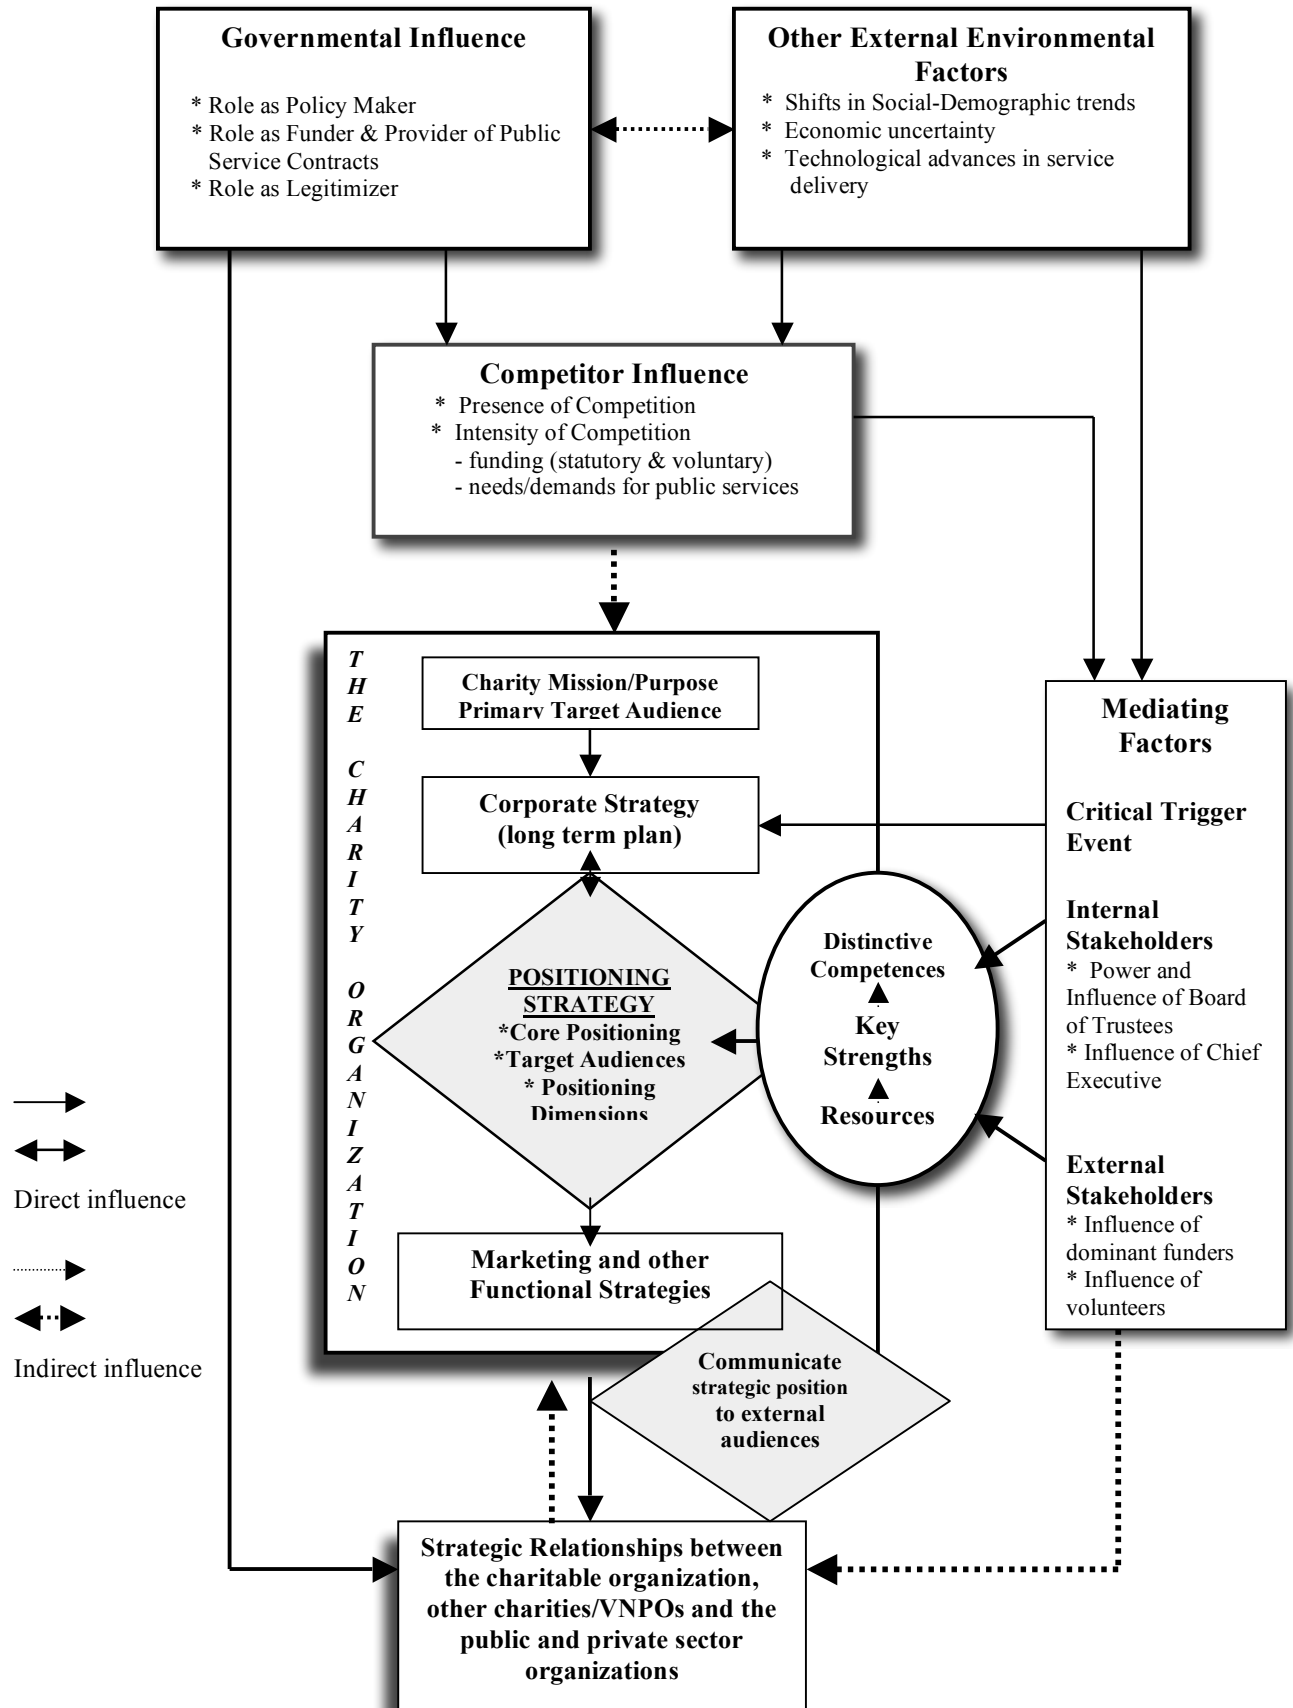 Governmental Influence
* Role as Policy Maker
* Role as Funder & Provider of Public
Service Contracts
* Role as Legitimizer
Other External Environmental
Factors
* Shifts in Social-Demographic trends
* Economic uncertainty
* Technological advances in service
delivery
Competitor Influence
* Presence of Competition
* Intensity of Competition
- funding (statutory & voluntary)
- needs/demands for public services
THE CHARITY ORGANIZATION
Charity Mission/Purpose
Primary Target Audience
Corporate Strategy
(long term plan)
POSITIONING
STRATEGY
*Core Positioning
*Target Audiences
* Positioning
Dimensions
Distinctive
Competences
Key
Strengths
Resources
Mediating
Factors
Critical Trigger
Event
Internal
Stakeholders
* Power and
Influence of Board
of Trustees
* Influence of Chief
Executive
External
Stakeholders
* Influence of
dominant funders
* Influence of
volunteers
Direct influence
Indirect influence
Marketing and other
Functional Strategies
Communicate
strategic position
to external
audiences
Strategic Relationships between
the charitable organization,
other charities/VNPOs and the
public and private sector
organizations